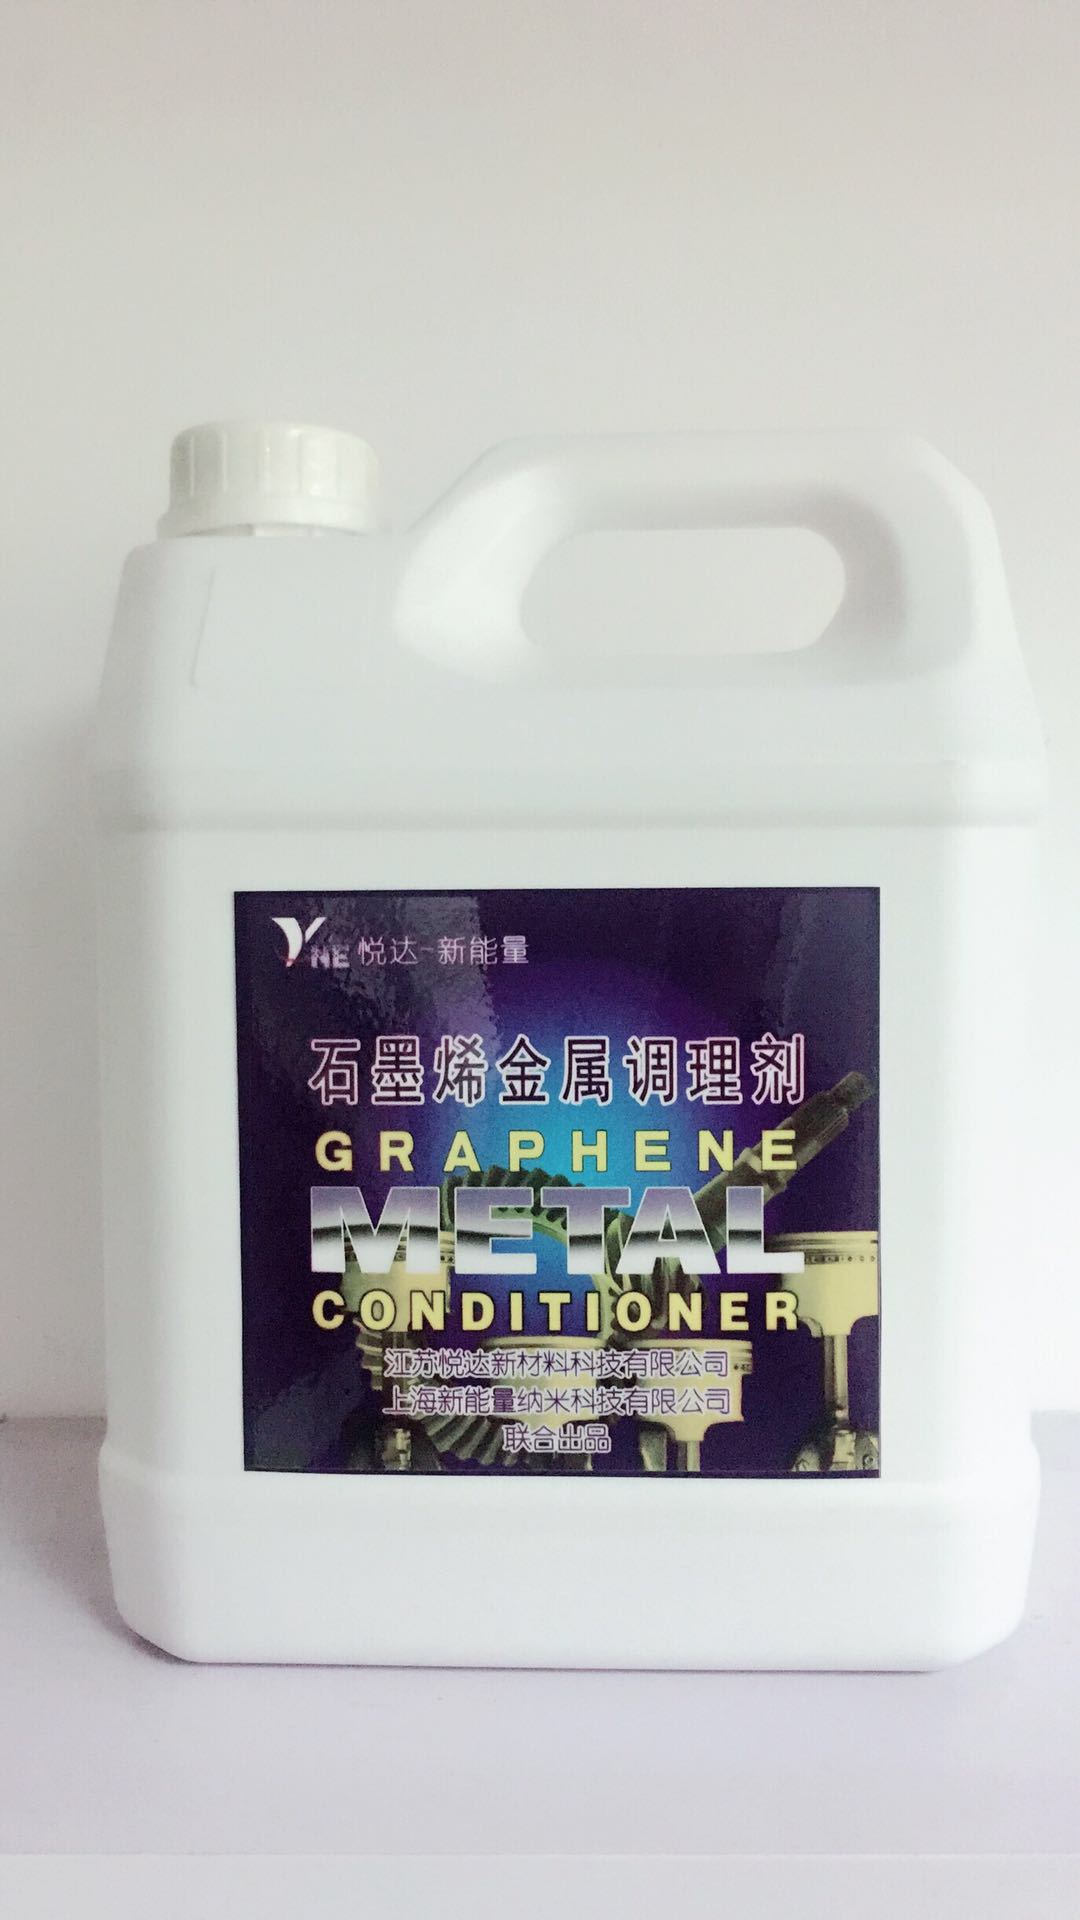 YNE 悦达-新能量
石墨烯金属调理剂
GRAPHENE
METAL
CONDITIONER
江苏悦达新材料科技有限公司
上海新能量纳米科技有限公司
联合出品